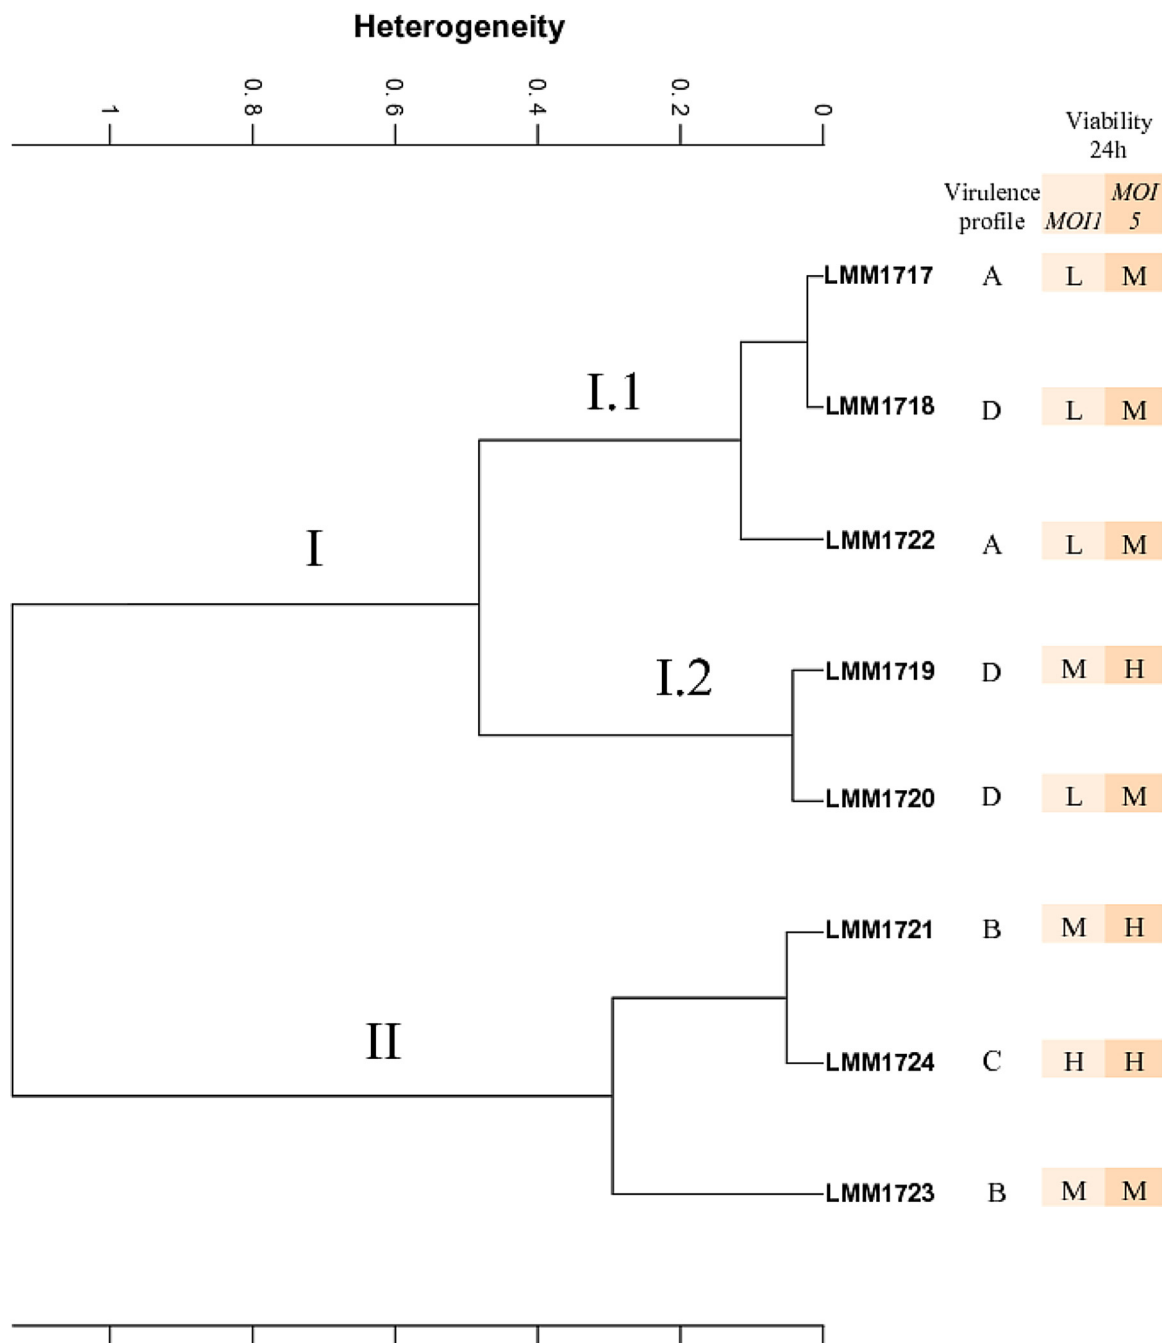 Heterogeneity
1 0.8 0.6 0.4 0.2 0
Viability
24h
Virulence
profile
MOI1
MOI
5
LMM1717 A L M
I.1
LMM1718 D L M
LMM1722 A L M
I
I.2
LMM1719 D M H
LMM1720 D L M
LMM1721 B M H
II
LMM1724 C H H
LMM1723 B M M